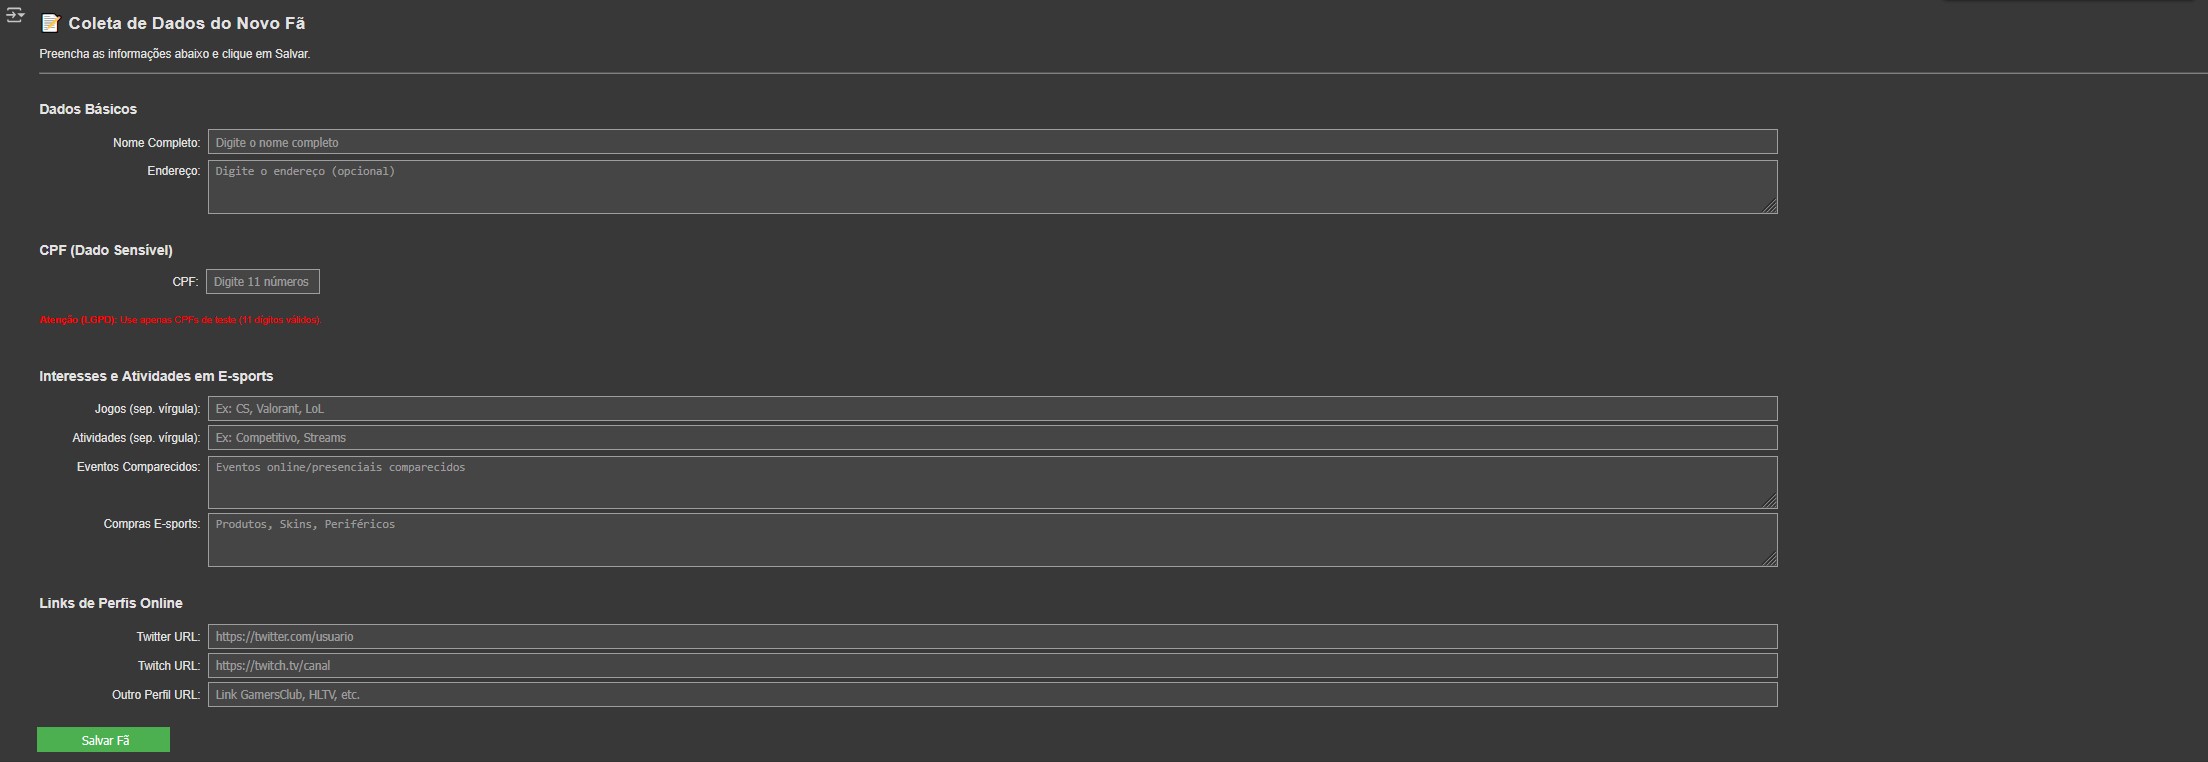 Coleta de Dados do Novo Fã
Preencha as informações abaixo e clique em Salvar.
Dados Básicos
Nome Completo: Digite o nome completo
Endereço: Digite o endereço (opcional)
CPF (Dado Sensível)
CPF: Digite 11 números
Atenção (LGPD): Use apenas CPFs de teste (11 dígitos válidos).
Interesses e Atividades em E-sports
Jogos (sep. vírgula): Ex: CS, Valorant, LoL
Atividades (sep. vírgula): Ex: Competitivo, Streams
Eventos Comparecidos: Eventos online/presenciais comparecidos
Compras E-sports: Produtos, Skins, Periféricos
Links de Perfis Online
Twitter URL: https://twitter.com/usuario
Twitch URL: https://twitch.tv/canal
Outro Perfil URL: Link GamersClub, HLTV, etc.
Salvar Fã